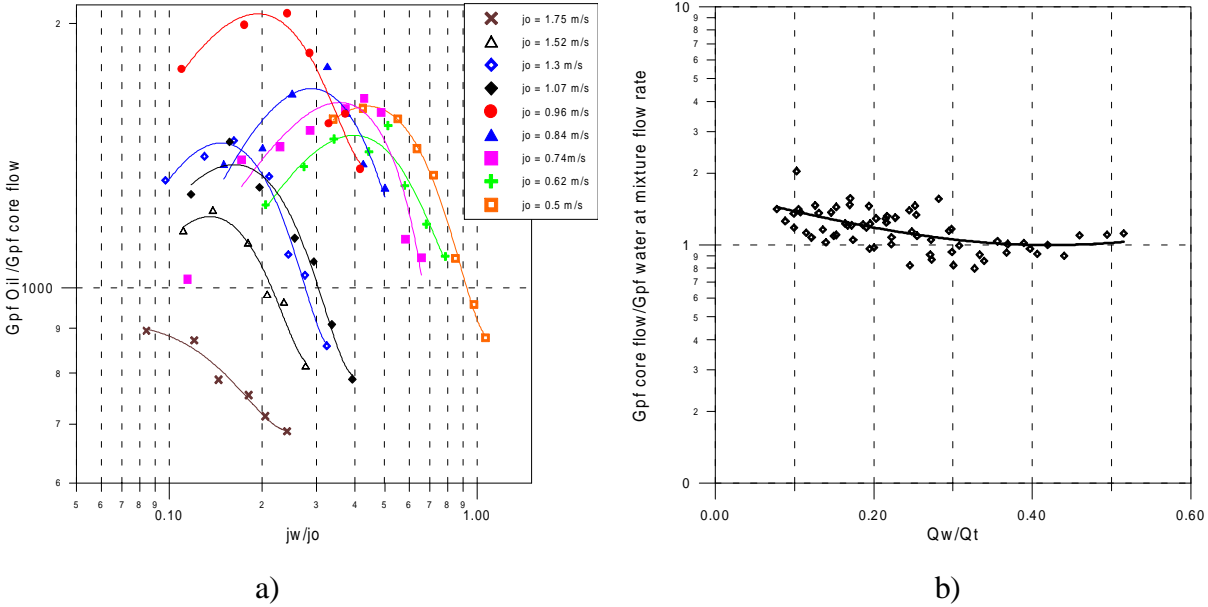 Gpf Oil /Gpf core flow
2
1000
9
8
7
6
5 6 7 8 9 0.10 2 3 4 5 6 7 8 9 1.00
jw/jo
jo = 1.75 m/s
jo = 1.52 m/s
jo = 1.3 m/s
jo = 1.07 m/s
jo = 0.96 m/s
jo = 0.84 m/s
jo = 0.74m/s
jo = 0.62 m/s
jo = 0.5 m/s
a)
Gpf core flow/Gpf water at mixture flow rate
10
9
8
7
6
5
4
3
2
1
9
8
7
6
5
4
3
2
0
0.00 0.20 0.40 0.60
Qw/Qt
b)